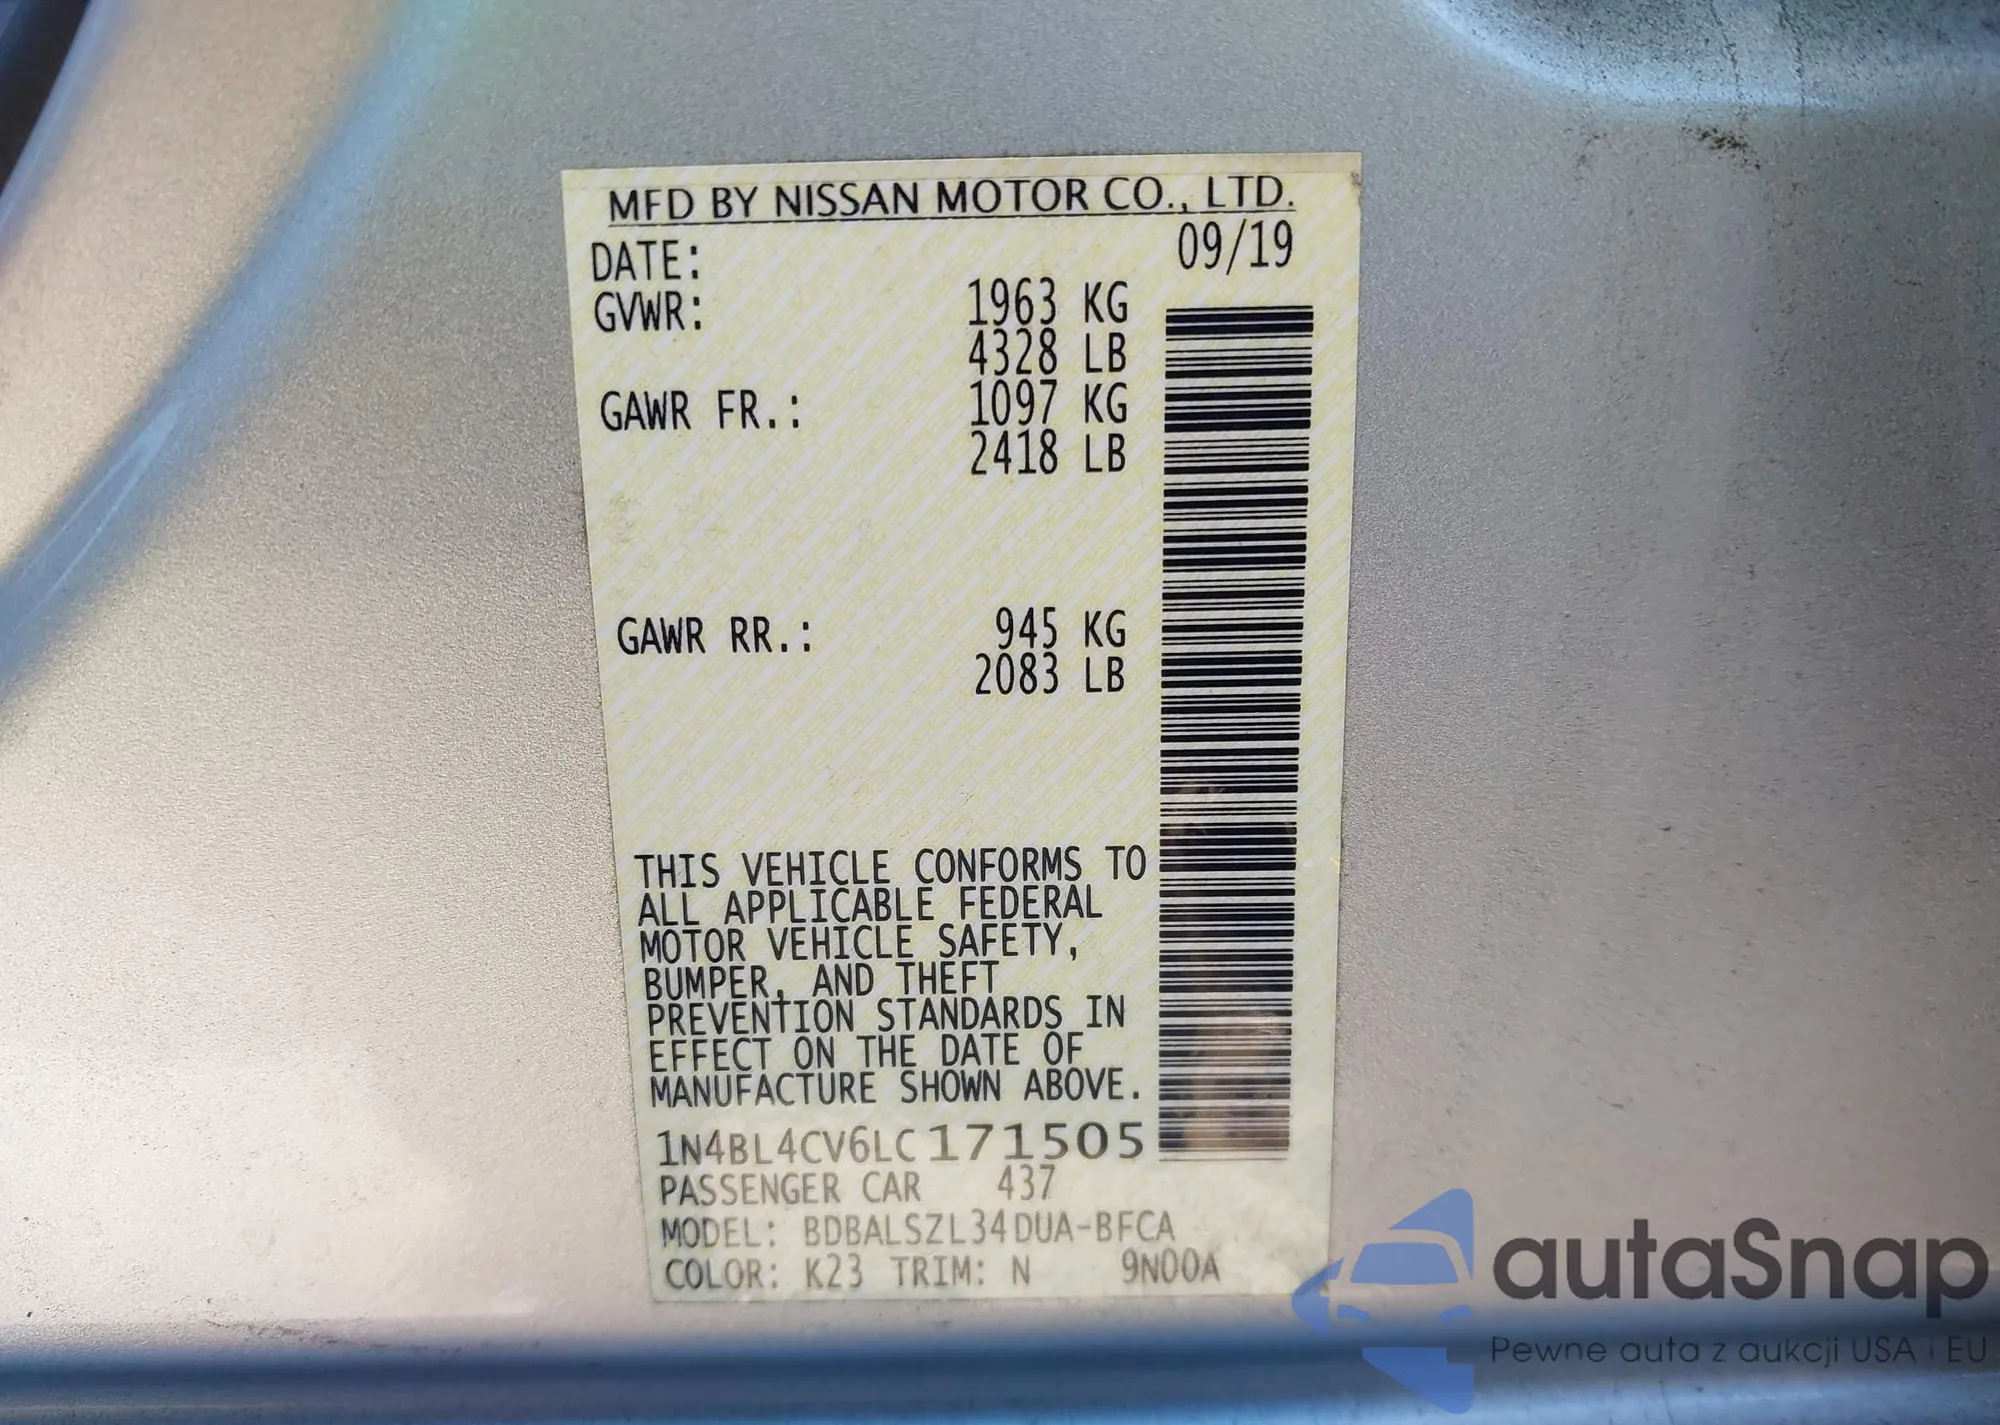 MFD BY NISSAN MOTOR CO., LTD.
DATE: 09/19
GVWR: 1963 KG
4328 LB
GAWR FR.: 1097 KG
2418 LB
GAWR RR.: 945 KG
2083 LB
THIS VEHICLE CONFORMS TO
ALL APPLICABLE FEDERAL
MOTOR VEHICLE SAFETY,
BUMPER, AND THEFT
PREVENTION STANDARDS IN
EFFECT ON THE DATE OF
MANUFACTURE SHOWN ABOVE.
1N4BL4CV6LC171505
PASSENGER CAR 437
MODEL: BDBALSZL34DUA-BFCA
COLOR: K23 TRIM: N 9N00A
autoSnap
Pewne auta z aukcji USA i EU